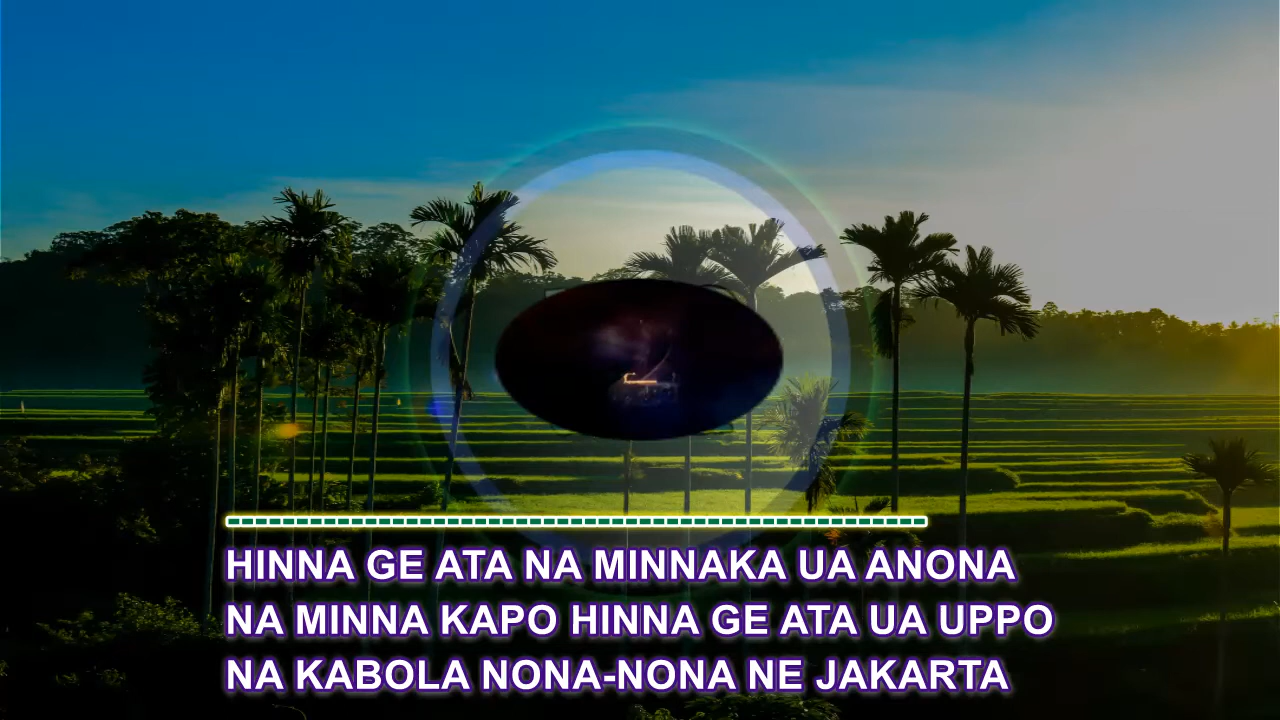 HINNA GE ATA NA MINNAKA UA ANONA
NA MINNA KAPO HINNA GE ATA UA UPPO
NA KABOLA NONA-NONA NE JAKARTA